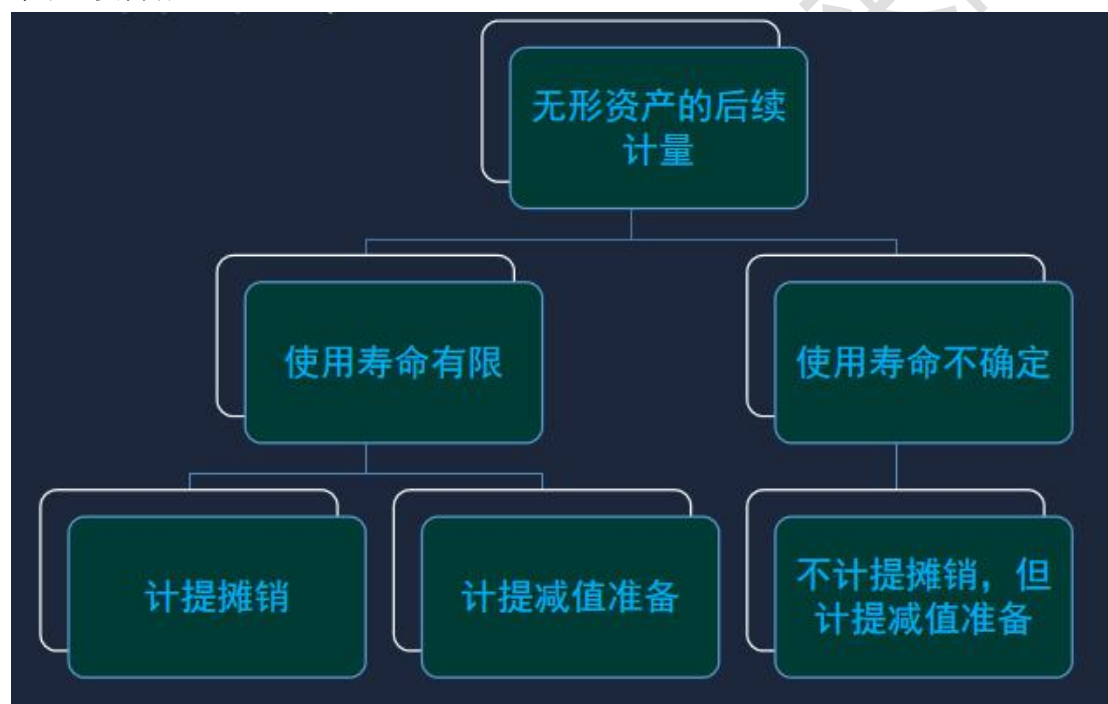 无形资产的后续
计量
使用寿命有限
使用寿命不确定
计提摊销
计提减值准备
不计提摊销，但
计提减值准备